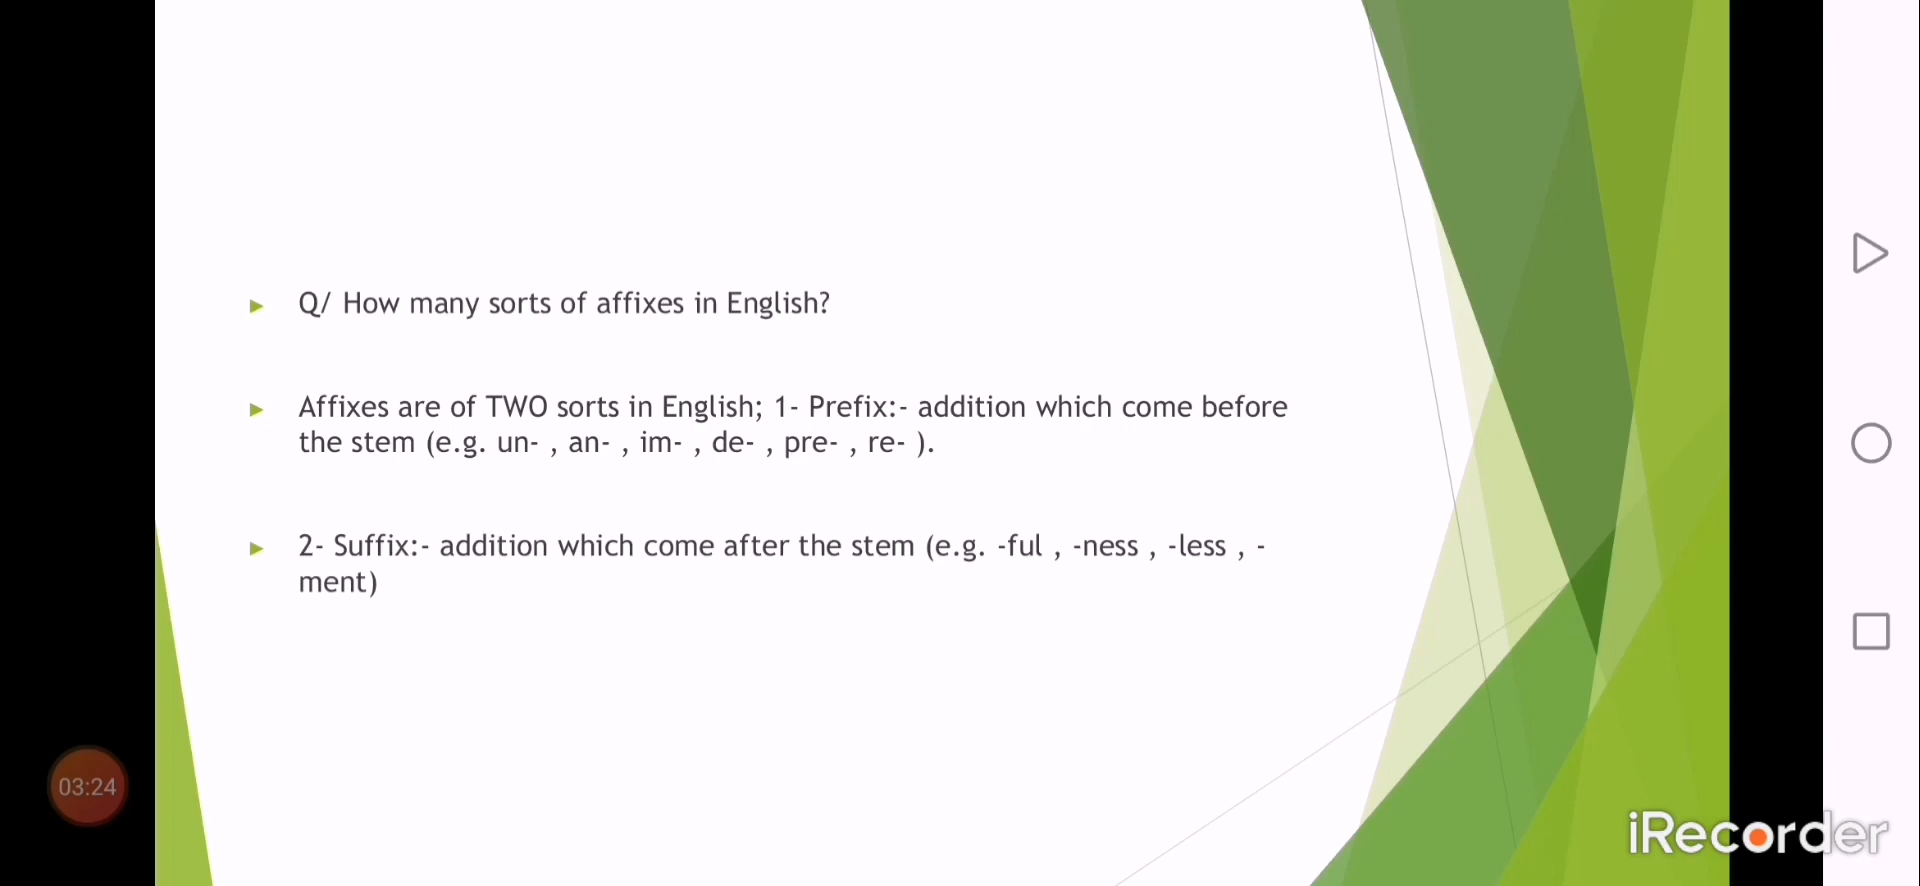 Q/ How many sorts of affixes in English?
Affixes are of TWO sorts in English; 1- Prefix:- addition which come before
the stem (e.g. un- , an- , im- , de- , pre- , re- ).
2- Suffix:- addition which come after the stem (e.g. -ful , -ness , -less , -
ment)
03:24
iRecorder